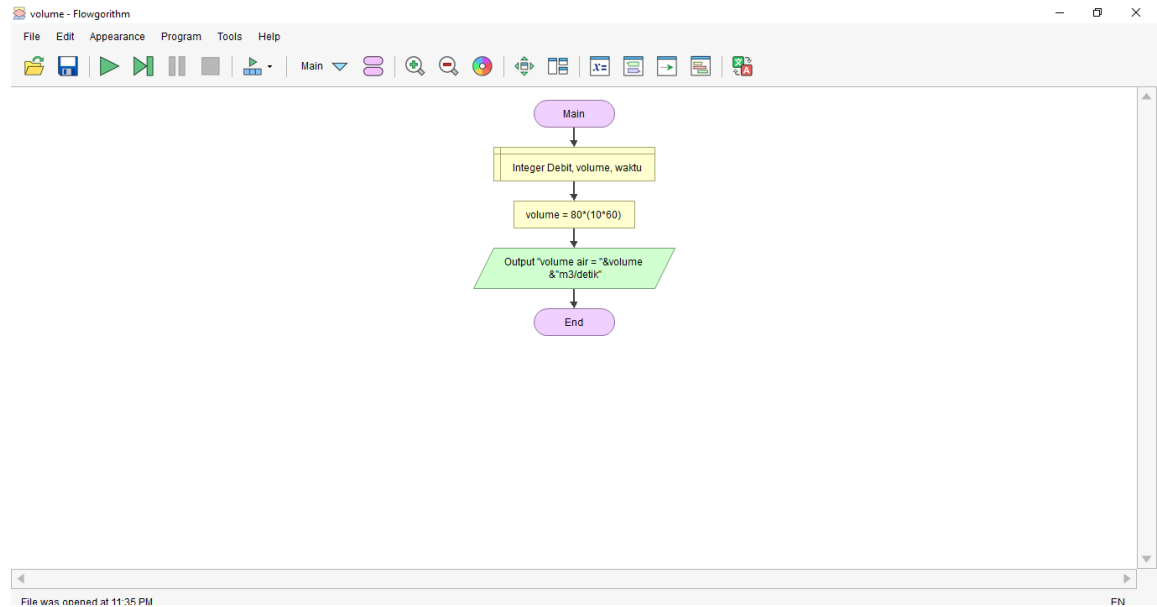 volume - Flowgorithm
File Edit Appearance Program Tools Help
Main
x=
A
Main
Integer Debit, volume, waktu
volume = 80*(10*60)
Output "volume air = "&volume
&"m3/detik"
End
File was opened at 11:35 PM
EN